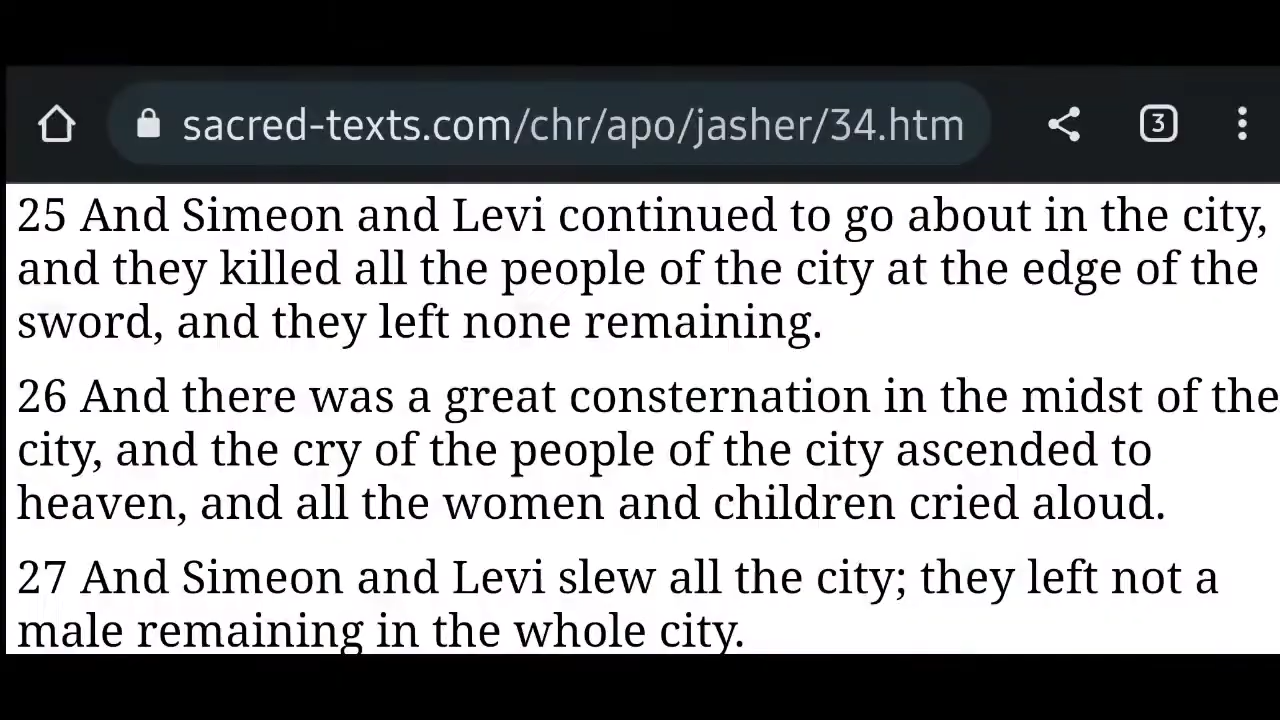 sacred-texts.com/chr/apo/jasher/34.htm
3
25 And Simeon and Levi continued to go about in the city,
and they killed all the people of the city at the edge of the
sword, and they left none remaining.
26 And there was a great consternation in the midst of the
city, and the cry of the people of the city ascended to
heaven, and all the women and children cried aloud.
27 And Simeon and Levi slew all the city; they left not a
male remaining in the whole city.